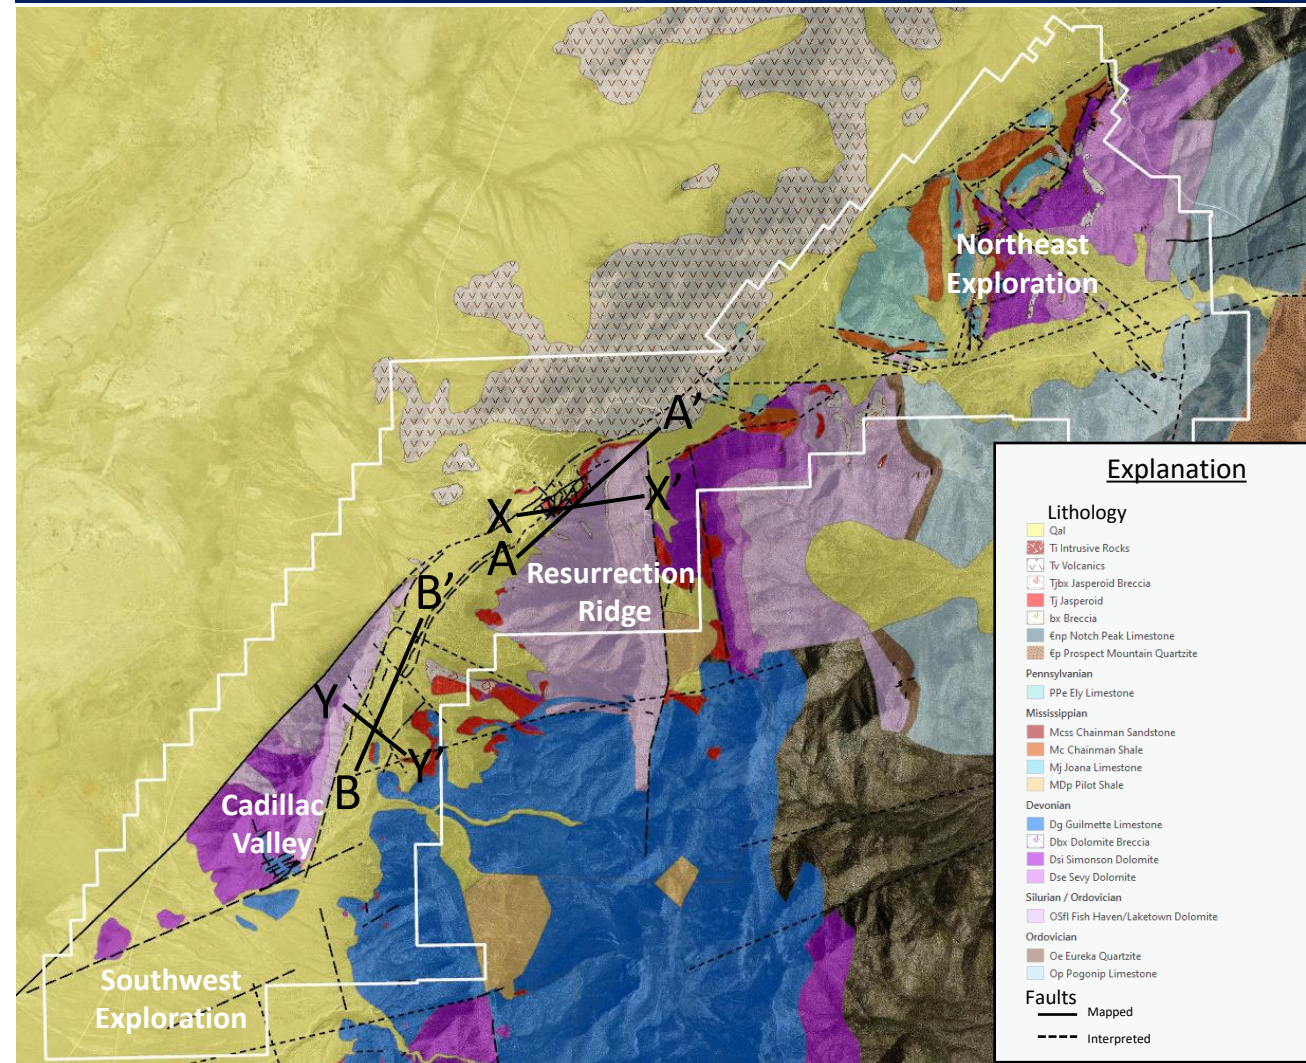 Northeast
Exploration
A'
X
X'
A
Resurrection
Ridge
B'
Y
Y'
B
Cadillac
Valley
Southwest
Exploration
Explanation
Lithology
Qal
Ti Intrusive Rocks
Tv Volcanics
Tjbx Jasperoid Breccia
Tj Jasperoid
bx Breccia
€np Notch Peak Limestone
€p Prospect Mountain Quartzite
Pennsylvanian
PPe Ely Limestone
Mississippian
Mcss Chainman Sandstone
Mc Chainman Shale
Mj Joana Limestone
MDp Pilot Shale
Devonian
Dg Guilmette Limestone
Dbx Dolomite Breccia
Dsi Simonson Dolomite
Dse Sevy Dolomite
Silurian / Ordovician
OSfl Fish Haven/Laketown Dolomite
Ordovician
Oe Eureka Quartzite
Op Pogonip Limestone
Faults
Mapped
Interpreted